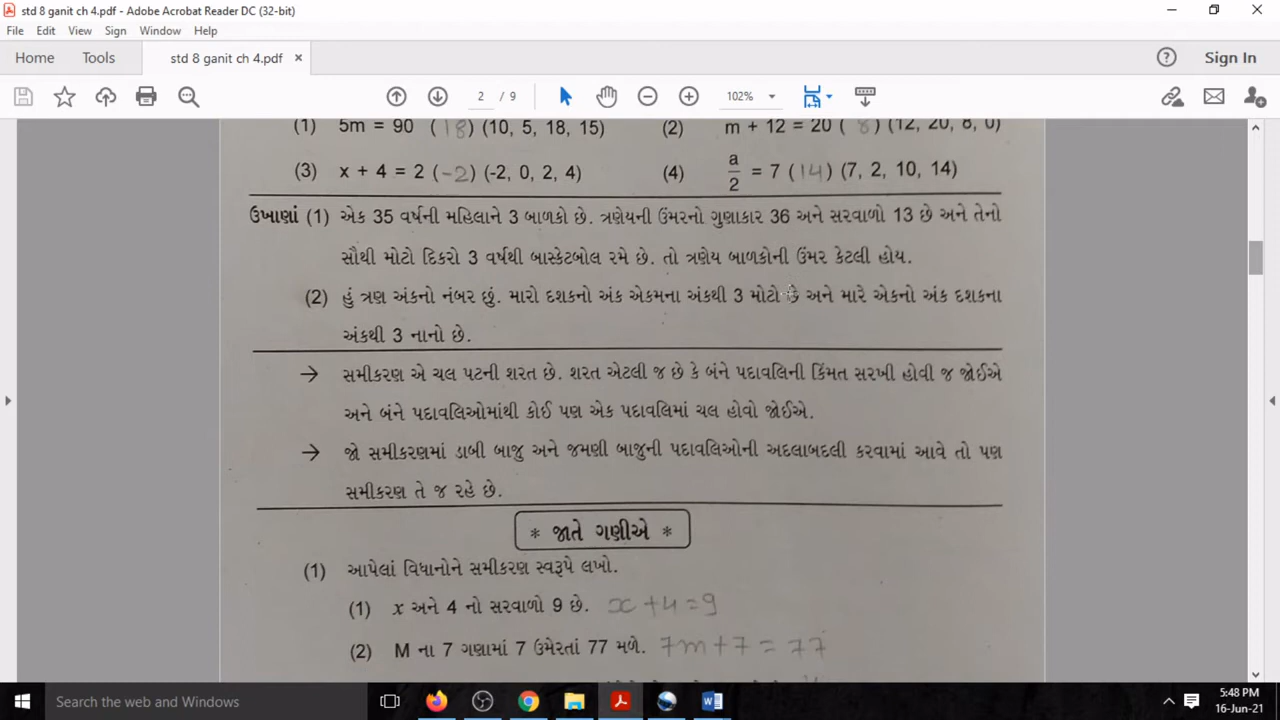 std 8 ganit ch 4.pdf - Adobe Acrobat Reader DC (32-bit)
File Edit View Sign Window Help
Home Tools std 8 ganit ch 4.pdf × Sign In
2 / 9 102%
(1) 5m = 90 (18) (10, 5, 18, 15) (2) m + 12 = 20 (8) (12, 20, 8, 0)
(3) x + 4 = 2 (-2) (-2, 0, 2, 4) (4) a/2 = 7 (14) (7, 2, 10, 14)
ઉખાણાં (1) એક 35 વર્ષની મહિલાને 3 બાળકો છે. ત્રણેયની ઉંમરનો ગુણાકાર 36 અને સરવાળો 13 છે અને તેનો
સૌથી મોટો દિકરો 3 વર્ષથી બાસ્કેટબોલ રમે છે. તો ત્રણેય બાળકોની ઉંમર કેટલી હોય.
(2) હું ત્રણ અંકનો નંબર છું. મારો દશકનો અંક એકમના અંકથી 3 મોટો છે અને મારે એકનો અંક દશકના
અંકથી 3 નાનો છે.
→ સમીકરણ એ ચલ પટની શરત છે. શરત એટલી જ છે કે બંને પદાવલિની કિંમત સરખી હોવી જ જોઈએ
અને બંને પદાવલિઓમાંથી કોઈ પણ એક પદાવલિમાં ચલ હોવો જોઈએ.
→ જો સમીકરણમાં ડાબી બાજુ અને જમણી બાજુની પદાવલિઓની અદલાબદલી કરવામાં આવે તો પણ
સમીકરણ તે જ રહે છે.
* જાતે ગણીએ *
(1) આપેલાં વિધાનોને સમીકરણ સ્વરૂપે લખો.
(1) x અને 4 નો સરવાળો 9 છે. x + 4 = 9
(2) M ના 7 ગણામાં 7 ઉમેરતાં 77 મળે. 7m + 7 = 77
Search the web and Windows
5:48 PM
16-Jun-21